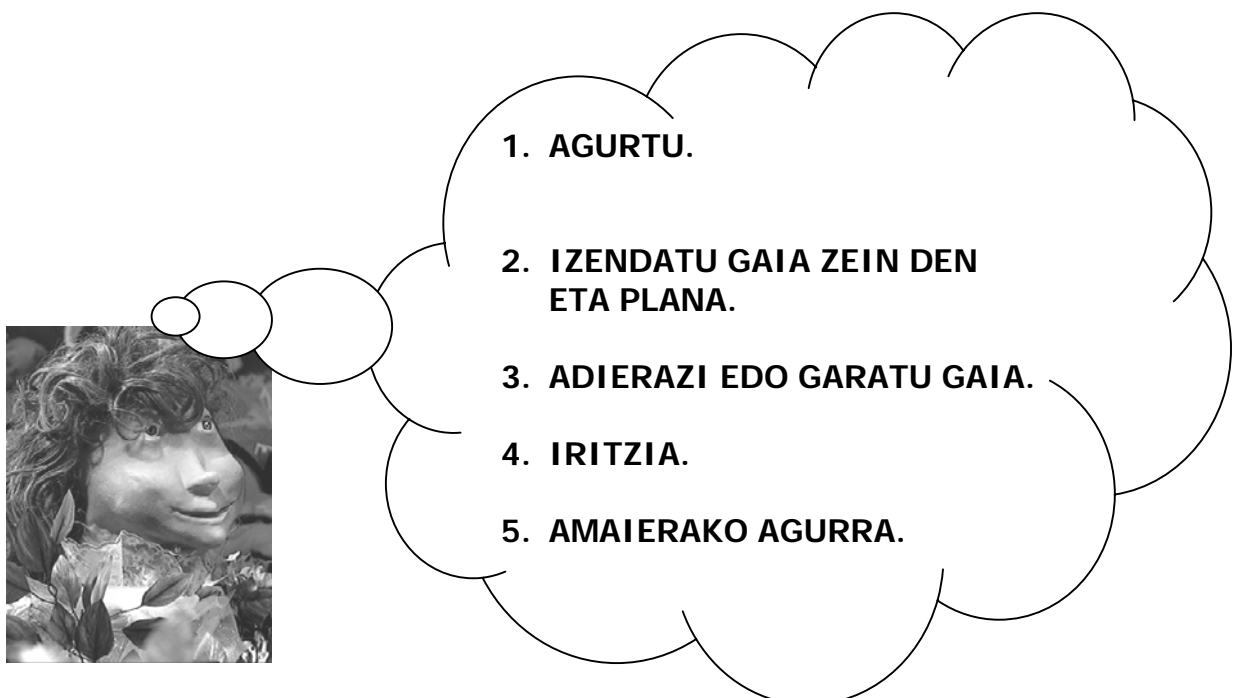 1. AGURTU.
2. IZENDATU GAIA ZEIN DEN
ETA PLANA.
3. ADIERAZI EDO GARATU GAIA.
4. IRITZIA.
5. AMAIERAKO AGURRA.